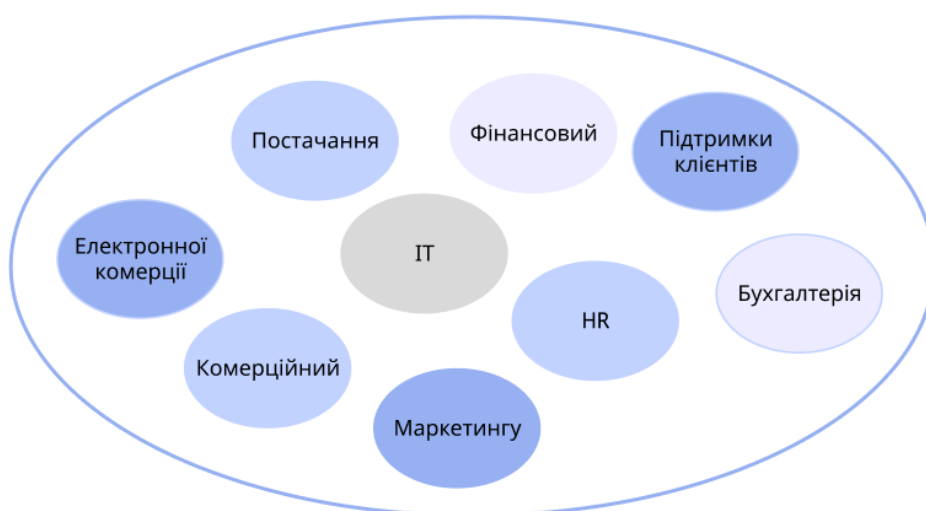 Постачання
Фінансовий
Підтримки
клієнтів
Електронної
комерції
IT
HR
Бухгалтерія
Комерційний
Маркетингу